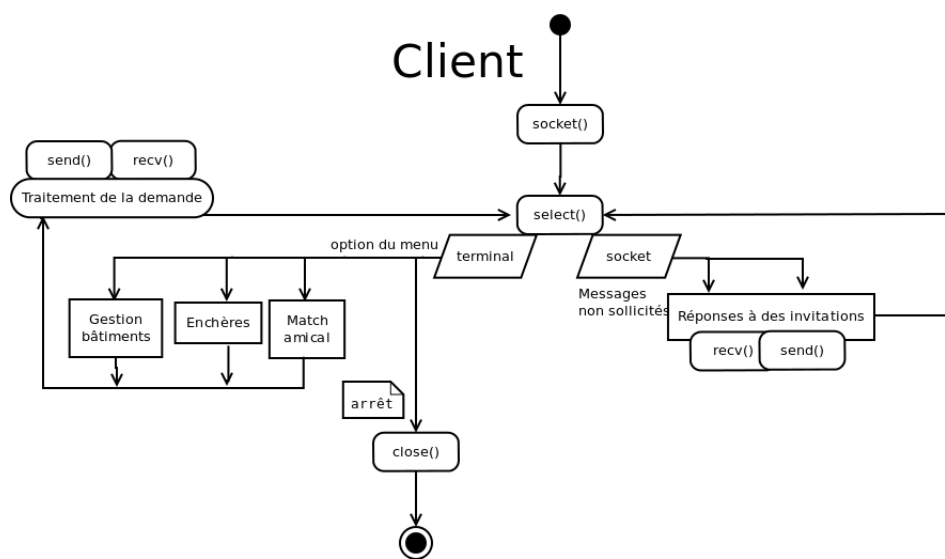 Client
socket()
send()
recv()
Traitement de la demande
select()
option du menu
terminal
socket
Messages
non sollicités
Gestion
bâtiments
Enchères
Match
amical
Réponses à des invitations
recv()
send()
arrêt
close()